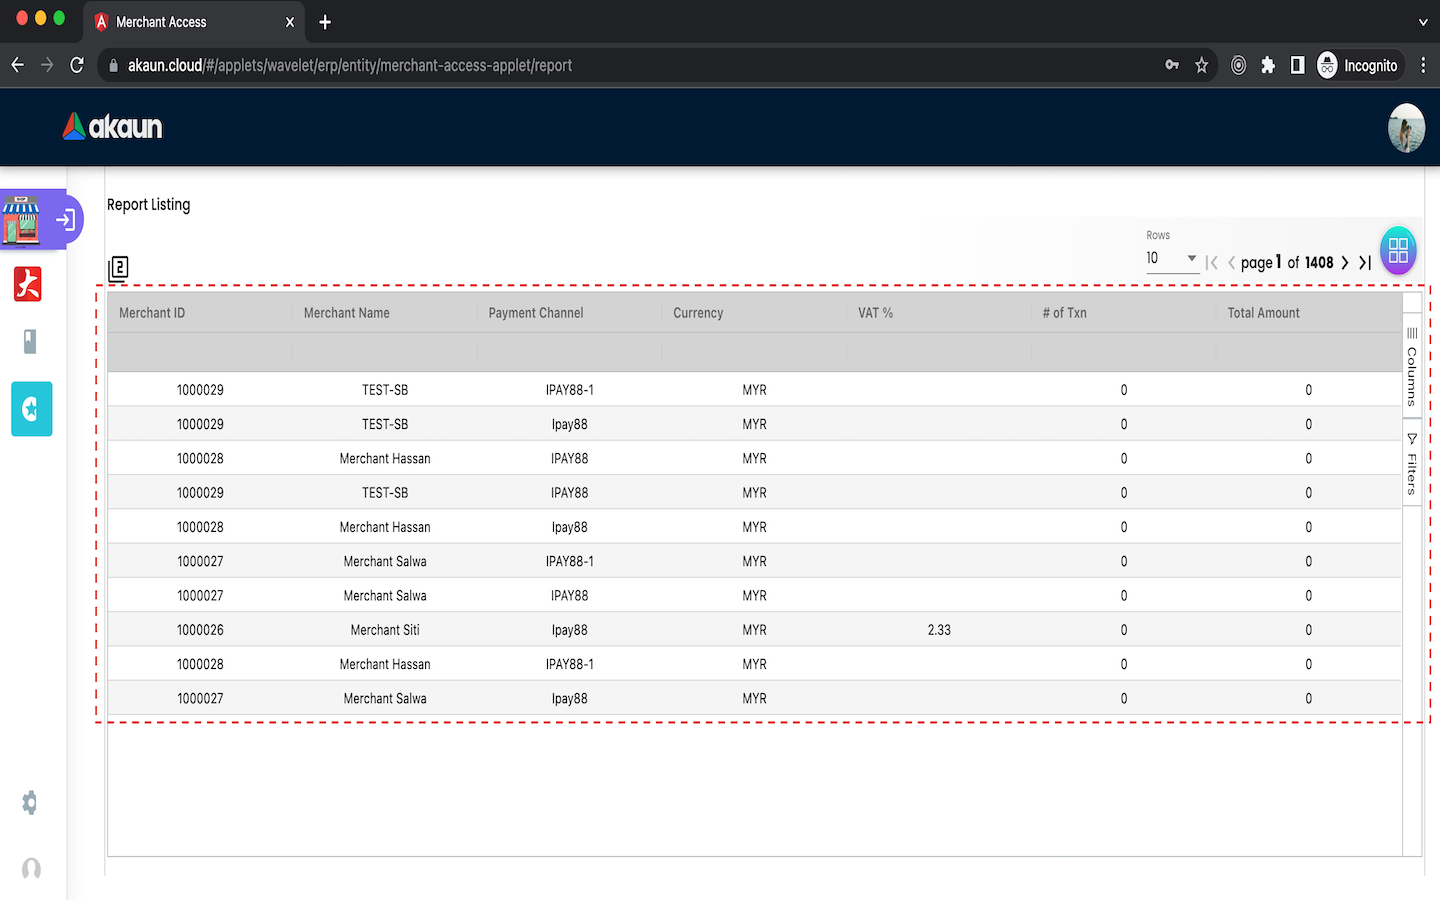 Merchant Access
akaun.cloud/#/applets/wavelet/erp/entity/merchant-access-applet/report
Incognito
akaun
SHOP
Report Listing
Rows
10
page 1 of 1408
2
Merchant ID Merchant Name Payment Channel Currency VAT % # of Txn Total Amount
1000029 TEST-SB IPAY88-1 MYR 0 0
1000029 TEST-SB Ipay88 MYR 0 0
1000028 Merchant Hassan IPAY88 MYR 0 0
1000029 TEST-SB IPAY88 MYR 0 0
1000028 Merchant Hassan Ipay88 MYR 0 0
1000027 Merchant Salwa IPAY88-1 MYR 0 0
1000027 Merchant Salwa IPAY88 MYR 0 0
1000026 Merchant Siti Ipay88 MYR 2.33 0 0
1000028 Merchant Hassan IPAY88-1 MYR 0 0
1000027 Merchant Salwa Ipay88 MYR 0 0
Columns
Filters